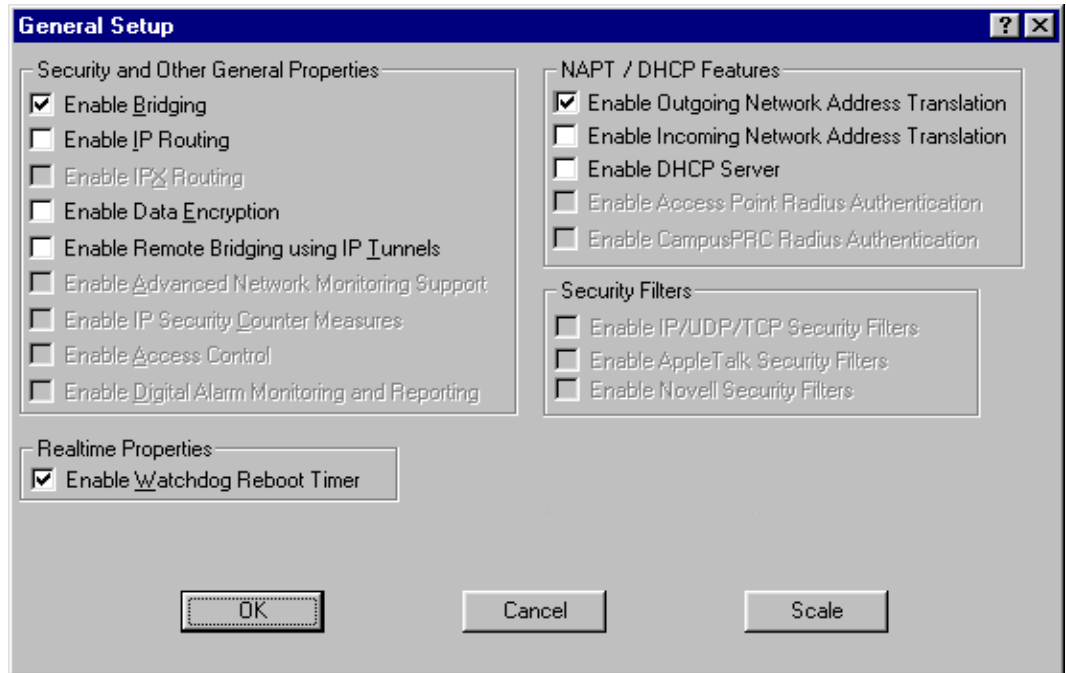 General Setup
Security and Other General Properties
Enable Bridging
Enable IP Routing
Enable IPX Routing
Enable Data Encryption
Enable Remote Bridging using IP Tunnels
Enable Advanced Network Monitoring Support
Enable IP Security Counter Measures
Enable Access Control
Enable Digital Alarm Monitoring and Reporting
NAPT / DHCP Features
Enable Outgoing Network Address Translation
Enable Incoming Network Address Translation
Enable DHCP Server
Enable Access Point Radius Authentication
Enable CampusPRC Radius Authentication
Security Filters
Enable IP/UDP/TCP Security Filters
Enable AppleTalk Security Filters
Enable Novell Security Filters
Realtime Properties
Enable Watchdog Reboot Timer
OK
Cancel
Scale